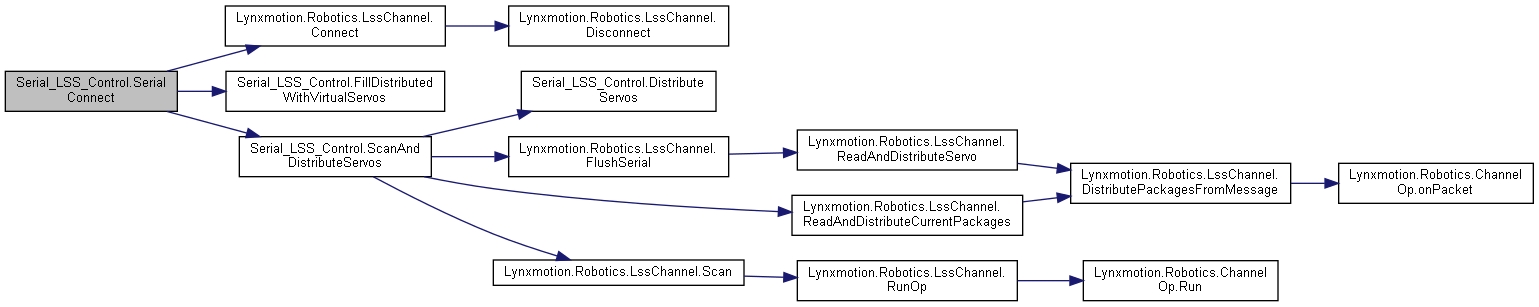 Serial_LSS_Control.Serial
Connect
Lynxmotion.Robotics.LssChannel.
Connect
Lynxmotion.Robotics.LssChannel.
Disconnect
Serial_LSS_Control.FillDistributed
WithVirtualServos
Serial_LSS_Control.ScanAnd
DistributeServos
Serial_LSS_Control.Distribute
Servos
Lynxmotion.Robotics.LssChannel.
FlushSerial
Lynxmotion.Robotics.LssChannel.
ReadAndDistributeServo
Lynxmotion.Robotics.LssChannel.
ReadAndDistributeCurrentPackages
Lynxmotion.Robotics.LssChannel.
DistributePackagesFromMessage
Lynxmotion.Robotics.Channel
Op.onPacket
Lynxmotion.Robotics.LssChannel.Scan
Lynxmotion.Robotics.LssChannel.
RunOp
Lynxmotion.Robotics.Channel
Op.Run